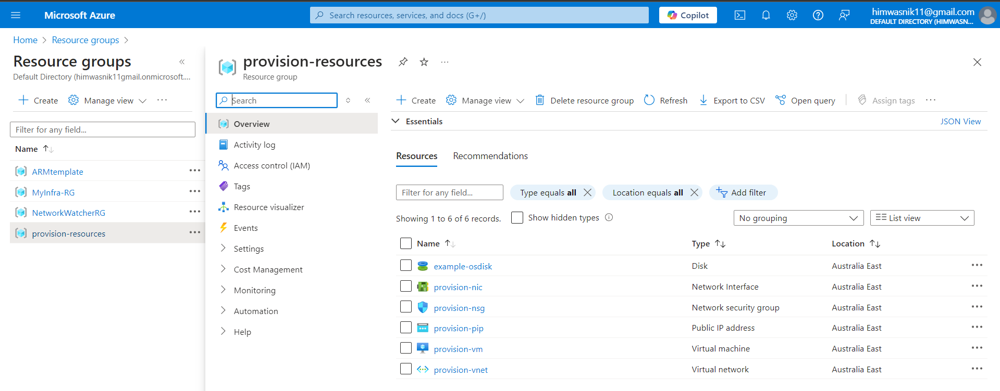 Microsoft Azure
Search resources, services, and docs (G+/)
Copilot
himwasnik11@gmail.com
DEFAULT DIRECTORY (HIMWASN...
Home > Resource groups >
Resource groups
Default Directory (himwasnik11gmail.onmicrosoft....
Create
Manage view
Filter for any field...
Name
ARMtemplate
MyInfra-RG
NetworkWatcherRG
provision-resources
provision-resources
Resource group
Search
Overview
Activity log
Access control (IAM)
Tags
Resource visualizer
Events
Settings
Cost Management
Monitoring
Automation
Help
Create
Manage view
Delete resource group
Refresh
Export to CSV
Open query
Assign tags
Essentials
JSON View
Resources
Recommendations
Filter for any field...
Type equals all
Location equals all
Add filter
Showing 1 to 6 of 6 records.
Show hidden types
No grouping
List view
Name Type Location
example-osdisk Disk Australia East
provision-nic Network Interface Australia East
provision-nsg Network security group Australia East
provision-pip Public IP address Australia East
provision-vm Virtual machine Australia East
provision-vnet Virtual network Australia East